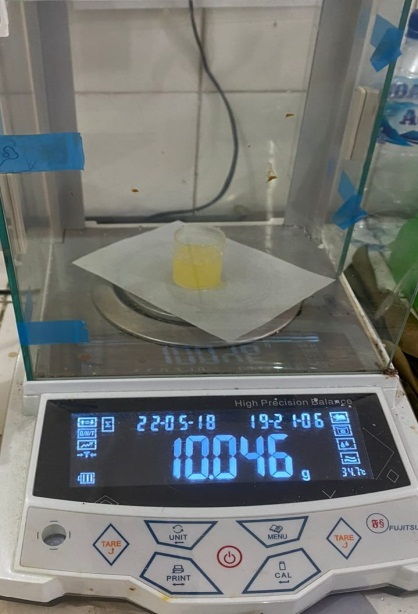 High Precision Balance
22-05-18 19-21-06
10.046 g
34.7℃
TARE
UNIT
MENU
TARE
FUJITSU
PRINT
CAL